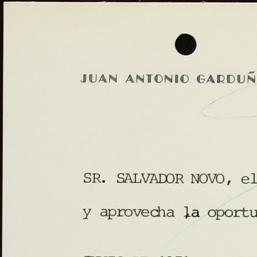 JUAN ANTONIO GARDUÑ
SR. SALVADOR NOVO, el
y aprovecha la oportu